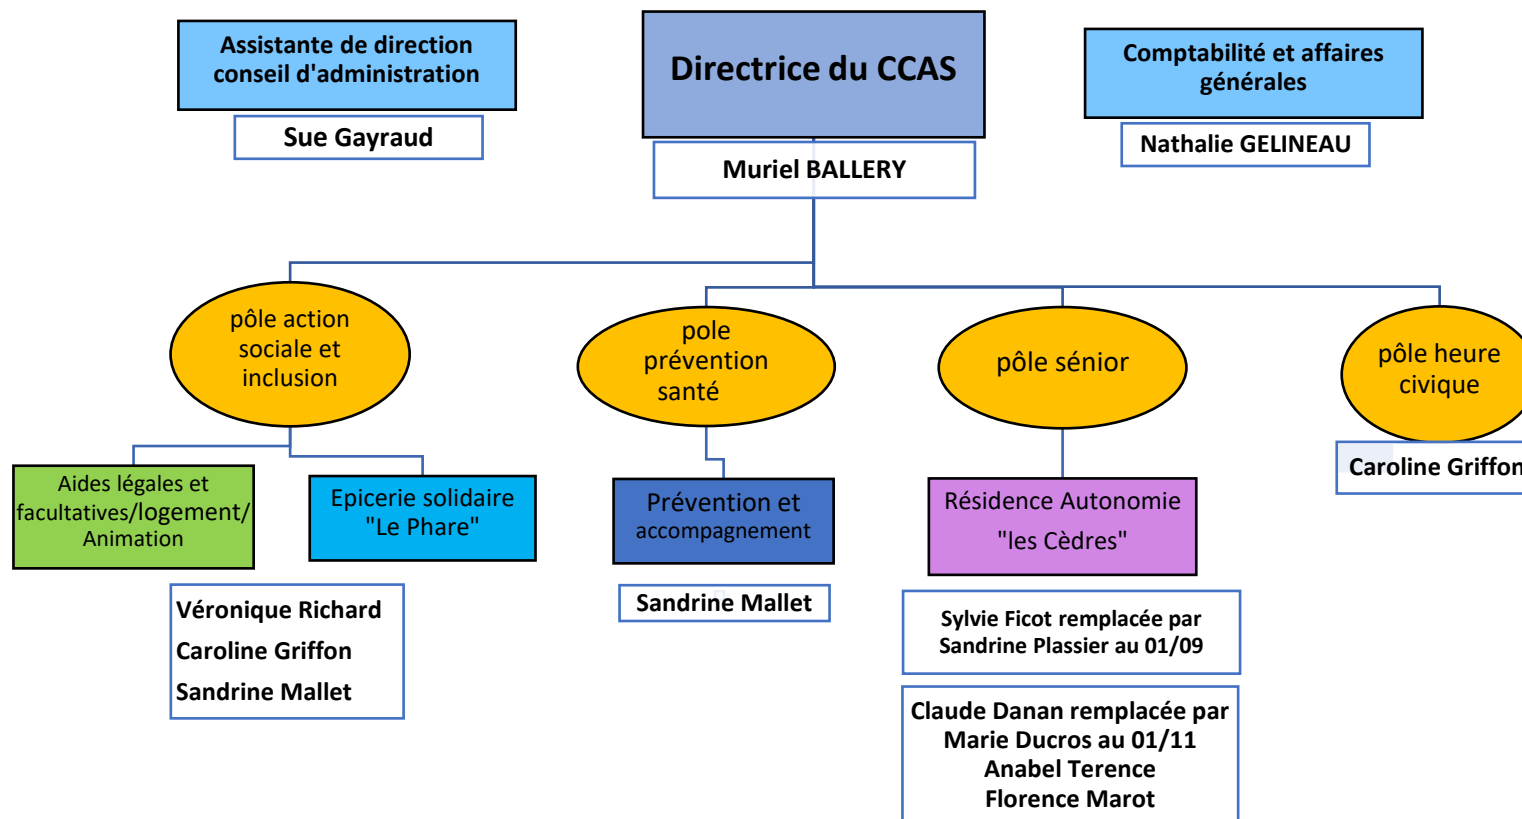 Assistante de direction
conseil d'administration
Sue Gayraud
Directrice du CCAS
Muriel BALLERY
Comptabilité et affaires
générales
Nathalie GELINEAU
pôle action
sociale et
inclusion
pole
prévention
santé
pôle sénior
pôle heure
civique
Caroline Griffon
Aides légales et
facultatives/logement/
Animation
Epicerie solidaire
"Le Phare"
Véronique Richard
Caroline Griffon
Sandrine Mallet
Prévention et
accompagnement
Sandrine Mallet
Résidence Autonomie
"les Cèdres"
Sylvie Ficot remplacée par
Sandrine Plassier au 01/09
Claude Danan remplacée par
Marie Ducros au 01/11
Anabel Terence
Florence Marot